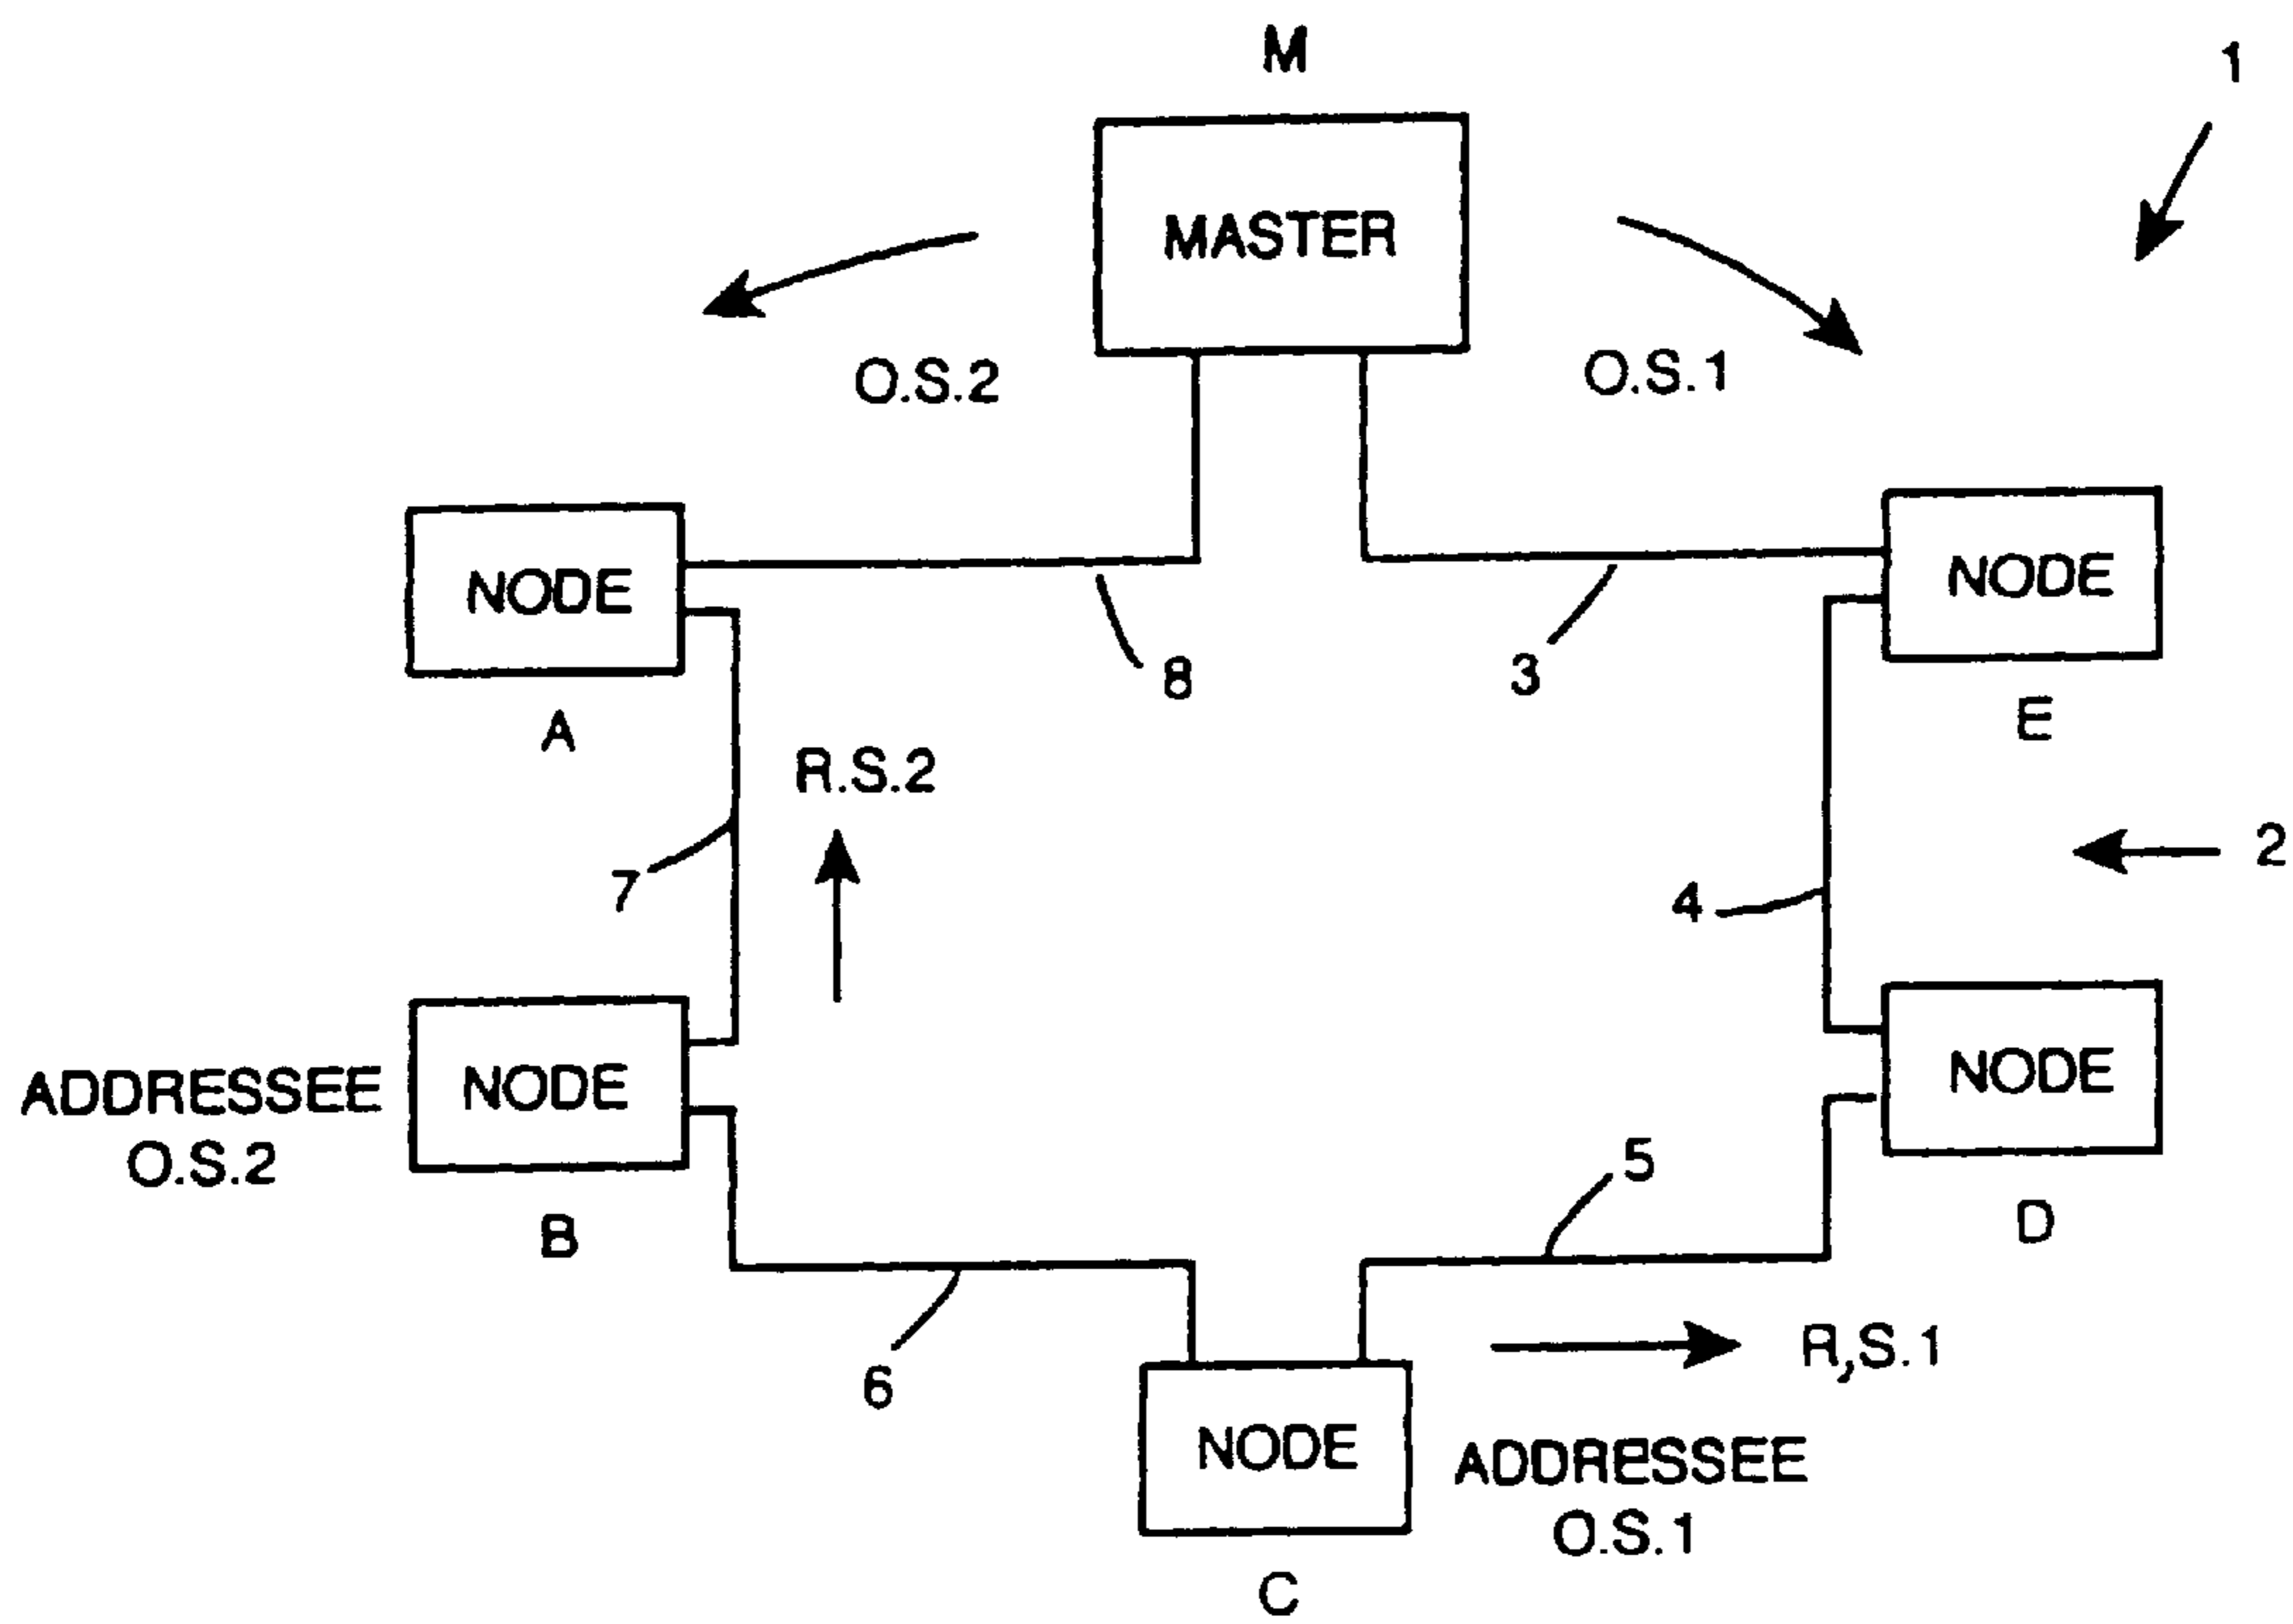 M
1
MASTER
O.S.2
O.S.1
NODE
NODE
8
3
A
E
R.S.2
2
7
4
NODE
NODE
ADDRESSEE
O.S.2
5
B
D
6
R,S.1
NODE
ADDRESSEE
O.S.1
C